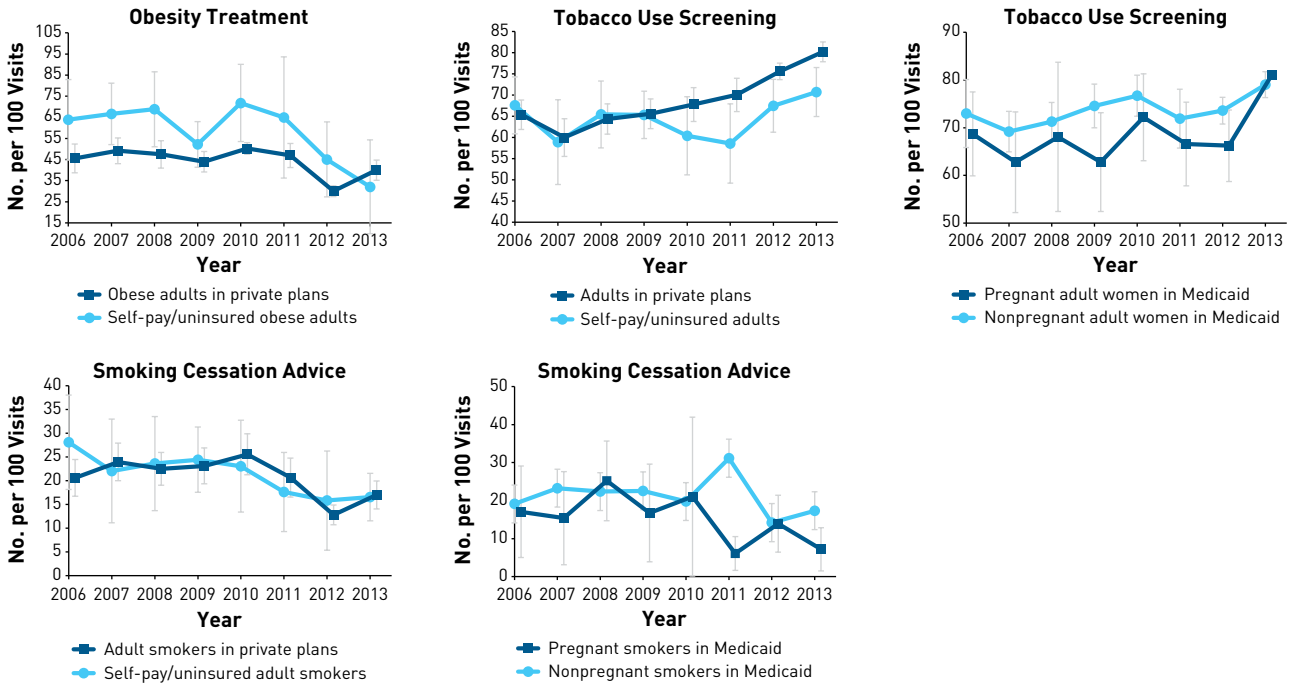 Obesity Treatment
No. per 100 Visits
105
95
85
75
65
55
45
35
25
15
2006 2007 2008 2009 2010 2011 2012 2013
Year
Obese adults in private plans
Self-pay/uninsured obese adults
Tobacco Use Screening
No. per 100 Visits
85
80
75
70
65
60
55
50
45
40
2006 2007 2008 2009 2010 2011 2012 2013
Year
Adults in private plans
Self-pay/uninsured adults
Tobacco Use Screening
No. per 100 Visits
90
80
70
60
50
2006 2007 2008 2009 2010 2011 2012 2013
Year
Pregnant adult women in Medicaid
Nonpregnant adult women in Medicaid
Smoking Cessation Advice
No. per 100 Visits
40
35
30
25
20
15
10
5
0
2006 2007 2008 2009 2010 2011 2012 2013
Year
Adult smokers in private plans
Self-pay/uninsured adult smokers
Smoking Cessation Advice
No. per 100 Visits
50
40
30
20
10
0
2006 2007 2008 2009 2010 2011 2012 2013
Year
Pregnant smokers in Medicaid
Nonpregnant smokers in Medicaid